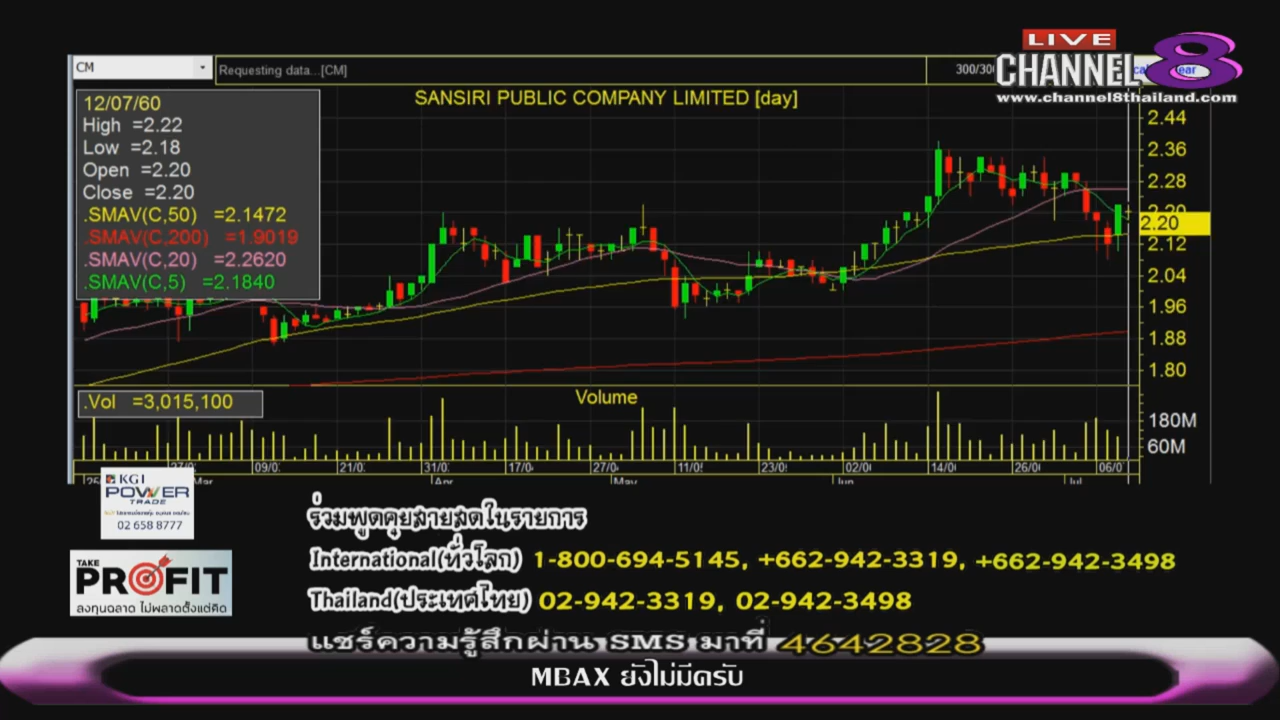 CM
Requesting data...[CM]
300/300
LIVE
CHANNEL 8
www.channel8thailand.com
SANSIRI PUBLIC COMPANY LIMITED [day]
12/07/60
High =2.22
Low =2.18
Open =2.20
Close =2.20
.SMAV(C,50) =2.1472
.SMAV(C,200) =1.9019
.SMAV(C,20) =2.2620
.SMAV(C,5) =2.1840
2.44
2.36
2.28
2.20
2.20
2.12
2.04
1.96
1.88
1.80
.Vol =3,015,100
Volume
180M
60M
27/0 09/0 21/0 31/0 17/0 27/0 11/0 23/0 02/0 14/0 26/0 06/0
Mar Apr May Jun Jul
KGI
POWER
TRADE
02 658 8777
TAKE
PROFIT
ลงทุนฉลาด ไม่พลาดตั้งแต่คิด
ร่วมพูดคุยสายสดในรายการ
International(ทั่วโลก) 1-800-694-5145, +662-942-3319, +662-942-3498
Thailand(ประเทศไทย) 02-942-3319, 02-942-3498
แชร์ความรู้สึกผ่าน SMS มาที่ 4642828
MBAX ยังไม่มีครับ